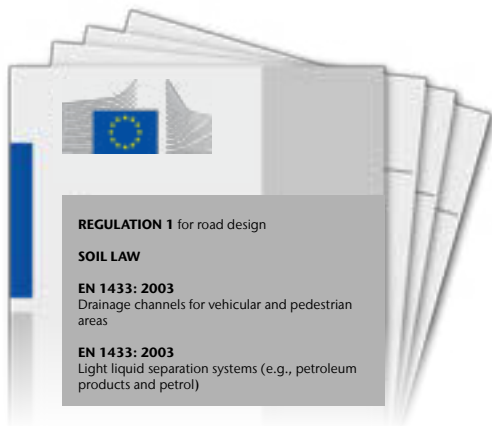 REGULATION 1 for road design
SOIL LAW
EN 1433: 2003
Drainage channels for vehicular and pedestrian
areas
EN 1433: 2003
Light liquid separation systems (e.g., petroleum
products and petrol)